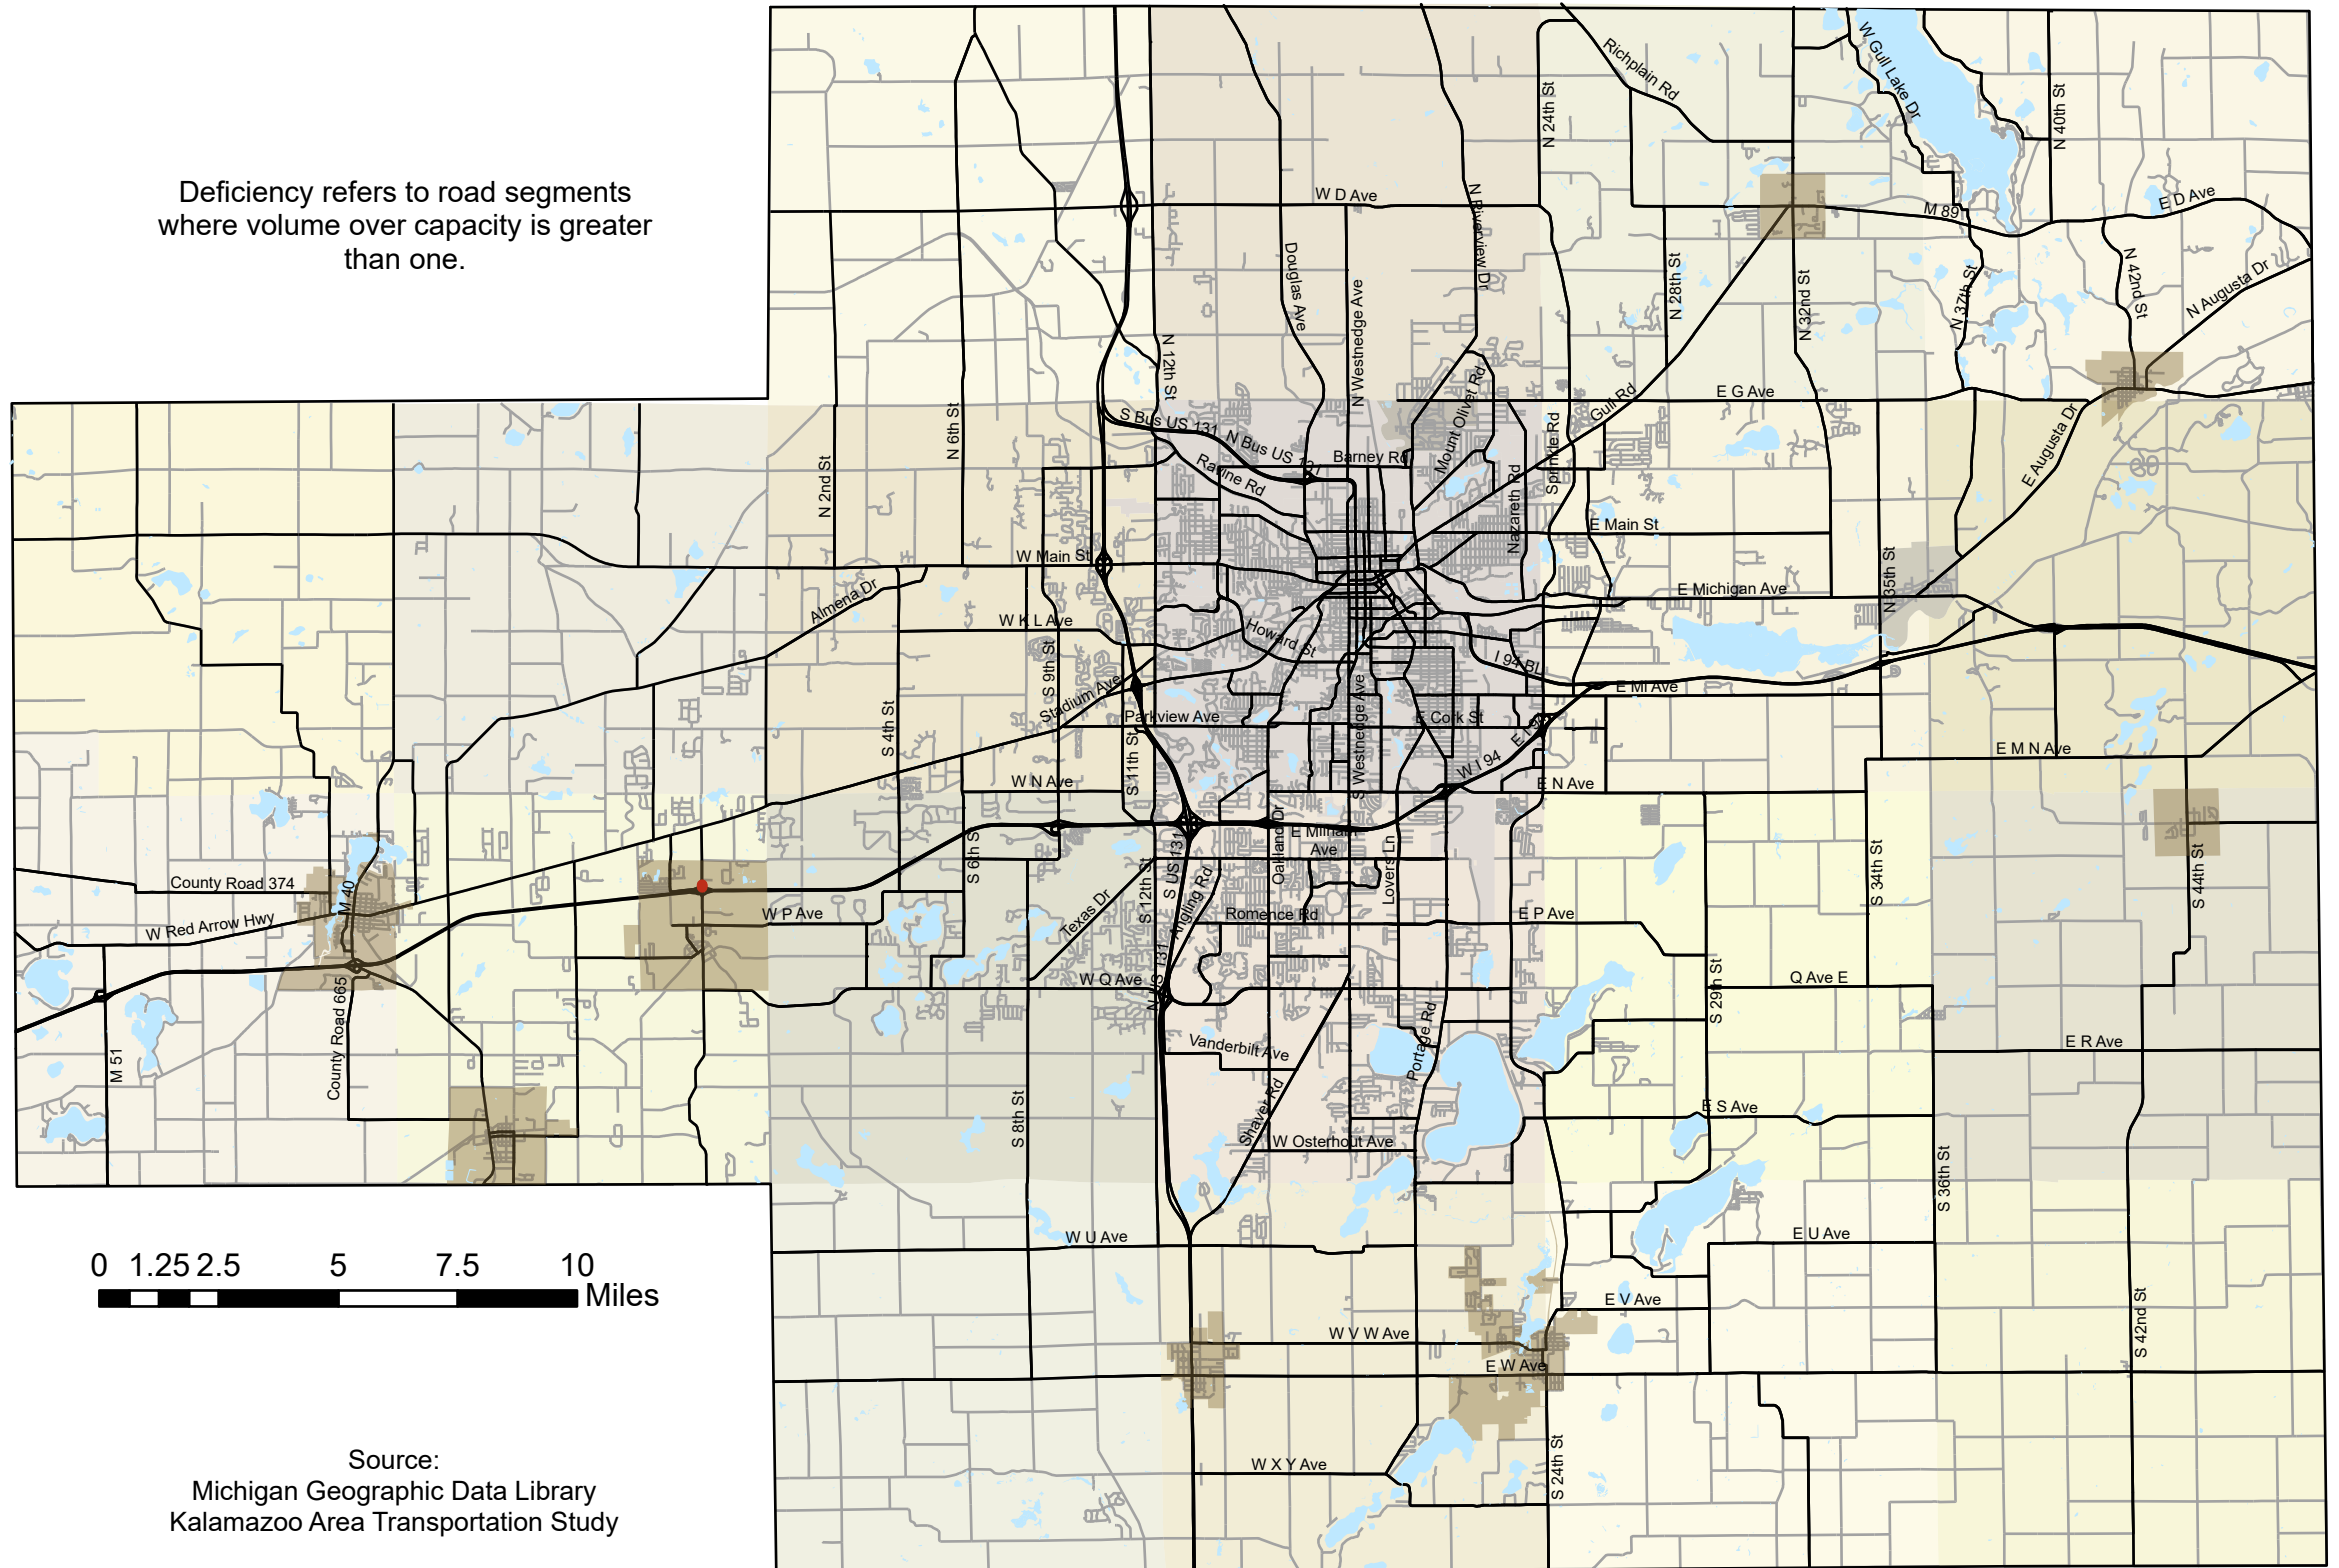 Deficiency refers to road segments
where volume over capacity is greater
than one.
W Gull Lake Dr
Richplain Rd
N 24th St
N 40th St
W D Ave
N Riverview Dr
M 89
E D Ave
Douglas Ave
N Westnedge Ave
N 28th St
N 32nd St
N 37th St
N 42nd St
N Augusta Dr
N 12th St
N 6th St
S Bus US 131
N Bus US 131
Barney Rd
Mount Olivet Rd
Gull Rd
E G Ave
Sprinkle Rd
E Augusta Dr
N 2nd St
Ravine Rd
Nazareth Rd
E Main St
W Main St
N 35th St
Almena Dr
E Michigan Ave
W K L Ave
Howard St
S 9th St
I 94 BL
E MI Ave
Stadium Ave
Parkview Ave
S Westnedge Ave
E Cork St
E I 94
S 4th St
S 11th St
W I 94
E M N Ave
W N Ave
E N Ave
Oakland Dr
E Milham
Ave
S US 131
Lovers Ln
S 6th St
S 34th St
S 44th St
County Road 374
M 40
W Red Arrow Hwy
W P Ave
Texas Dr
S 12th St
Angling Rd
Romence Rd
E P Ave
W Q Ave
N US 131
S 29th St
Q Ave E
County Road 665
M 51
Vanderbilt Ave
Portage Rd
E R Ave
S 8th St
Shaver Rd
E S Ave
W Osterhout Ave
S 36th St
W U Ave
E U Ave
0 1.25 2.5 5 7.5 10
Miles
E V Ave
W V W Ave
S 42nd St
E W Ave
W X Y Ave
S 24th St
Source:
Michigan Geographic Data Library
Kalamazoo Area Transportation Study